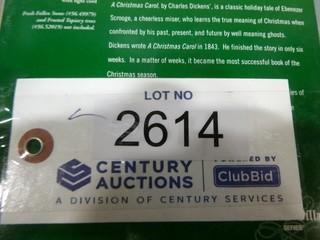 A Christmas Carol, by Charles Dickens', is a classic holiday tale of Ebenezer
Scrooge, a cheerless miser, who learns the true meaning of Christmas when
confronted by his past, present, and future by well meaning ghosts.
Dickens wrote A Christmas Carol in 1843. He finished the story in only six
weeks. In a matter of weeks, it became the most successful book of the
Christmas season.
Fresh Fallen Snow (#56.49979)
and Frosted Topiary trees
(#56.52019) not included.
LOT NO
2614
CENTURY
AUCTIONS
POWERED BY
ClubBid
A DIVISION OF CENTURY SERVICES
SERIES